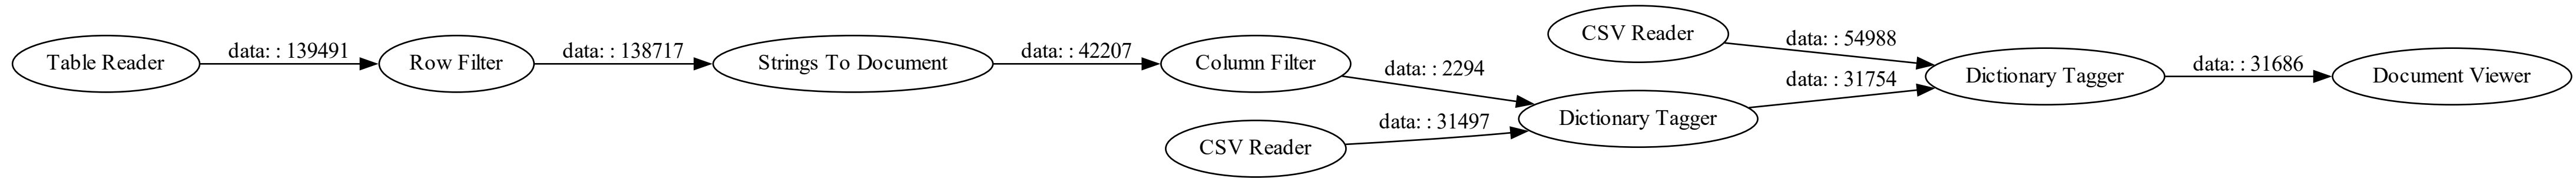 Table Reader
data: : 139491
Row Filter
data: : 138717
Strings To Document
data: : 42207
Column Filter
data: : 2294
CSV Reader
data: : 31497
Dictionary Tagger
data: : 31754
CSV Reader
data: : 54988
Dictionary Tagger
data: : 31686
Document Viewer